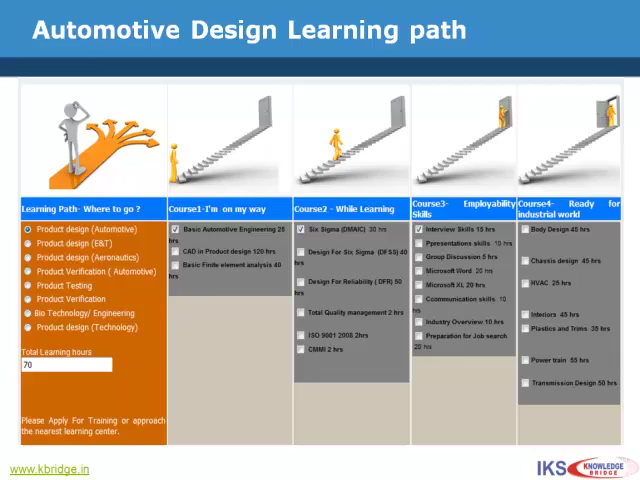 Automotive Design Learning path
Learning Path- Where to go ?
Product design (Automotive)
Product design (E&T)
Product design (Aeronautics)
Product Verification ( Automotive)
Product Testing
Product Verification
Bio Technology/ Engineering
Product design (Technology)
Total Learning hours
70
Please Apply For Training or approach
the nearest learning center.
Course1-I'm on my way
Basic Automotive Engineering 25
hrs
CAD in Product design 120 hrs
Basic Finite element analysis 40
hrs
Course2 - While Learning
Six Sigma (DMAIC) 30 hrs
Design For Six Sigma (DFSS) 40
hrs
Design For Reliability ( DFR) 50
hrs
Total Quality management 2 hrs
ISO 9001 2008 2hrs
CMMI 2 hrs
Course3- Employability
Skills
Interview Skills 15 hrs
Ppresentations skills 10 hrs
Group Discussion 5 hrs
Microsoft Word 20 hrs
Microsoft XL 20 hrs
Ccommunication skills 10
hrs
Industry Overview 10 hrs
Preparation for Job search
20 hrs
Course4- Ready for
industrial world
Body Design 45 hrs
Chassis design 45 hrs
HVAC 25 hrs
Interiors 45 hrs
Plastics and Trims 35 hrs
Power train 55 hrs
Transmission Design 50 hrs
www.kbridge.in
IKS KNOWLEDGE
BRIDGE